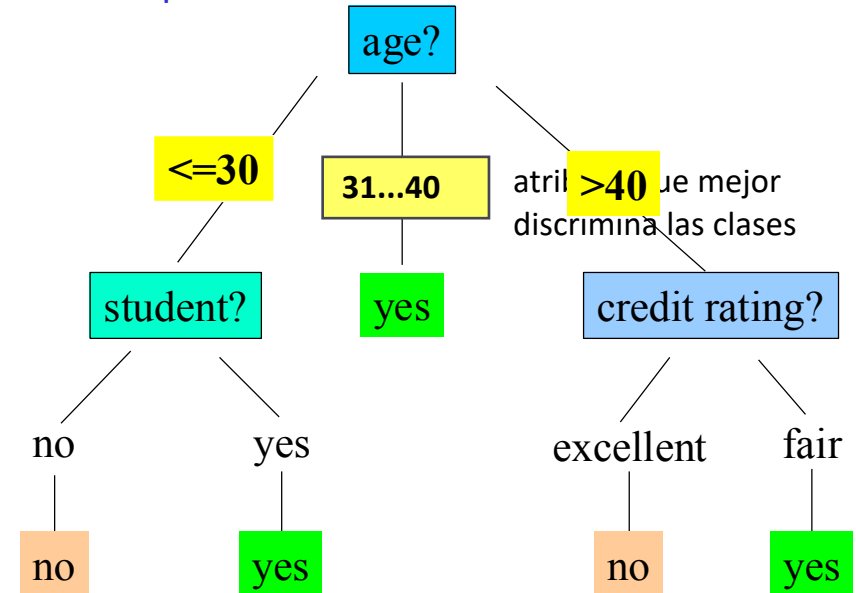 age?
<=30
31...40
>40
atri ue mejor
discrimina las clases
student?
yes
credit rating?
no
yes
excellent
fair
no
yes
no
yes